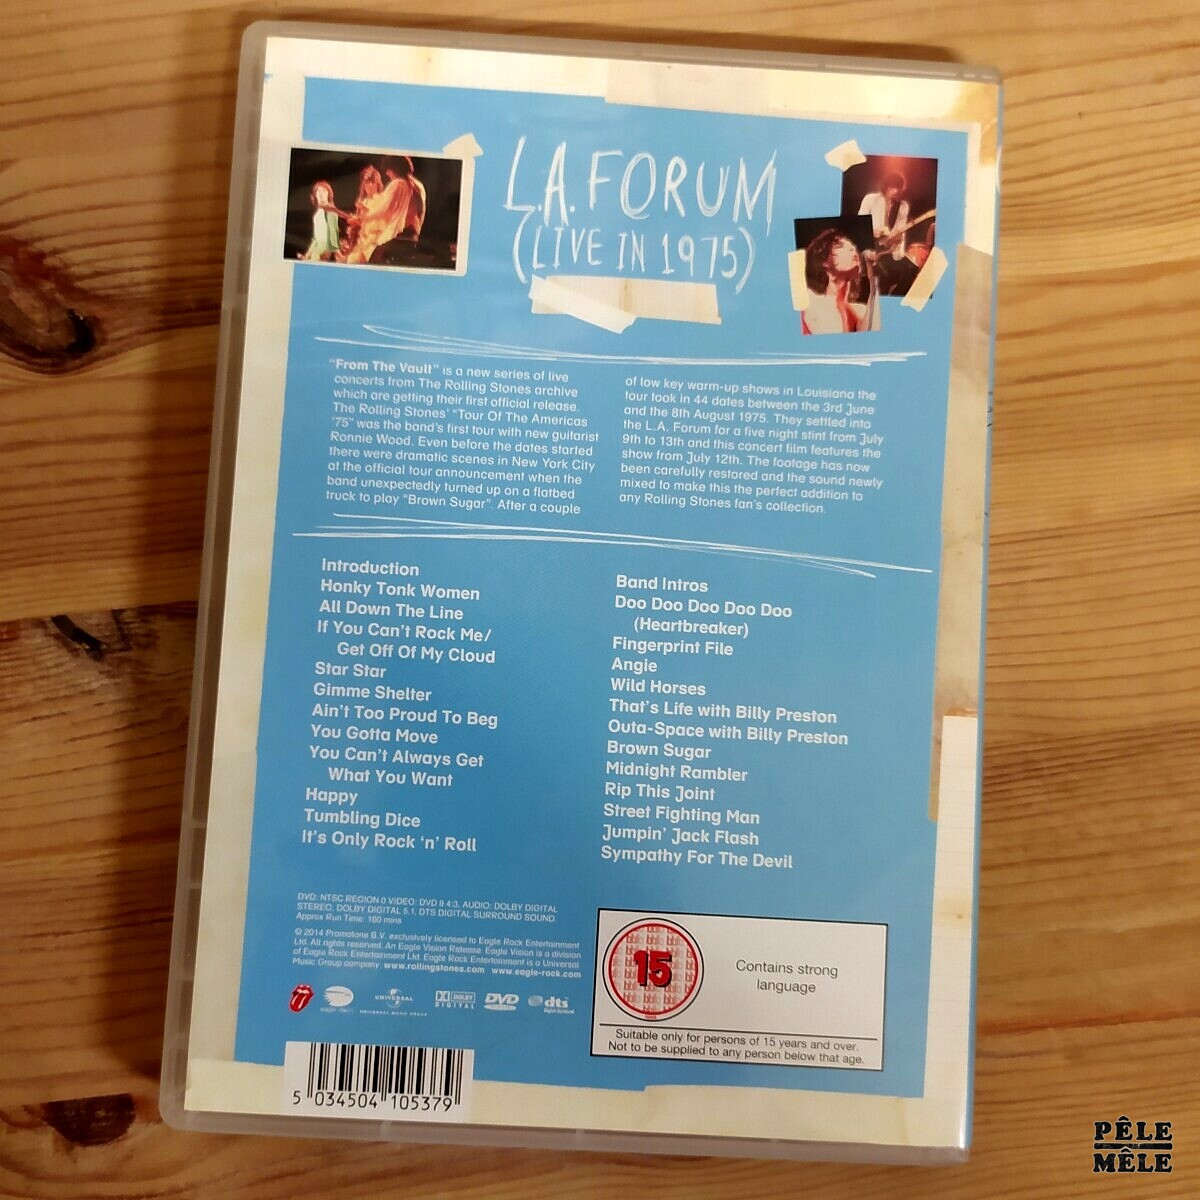 L.A. FORUM
(LIVE IN 1975)
"From The Vault" is a new series of live
concerts from The Rolling Stones archive
which are getting their first official release.
The Rolling Stones' "Tour Of The Americas
'75" was the band's first tour with new guitarist
Ronnie Wood. Even before the dates started
there were dramatic scenes in New York City
at the official tour announcement when the
band unexpectedly turned up on a flatbed
truck to play "Brown Sugar". After a couple
of low key warm-up shows in Louisiana the
tour took in 44 dates between the 3rd June
and the 8th August 1975. They settled into
the L.A. Forum for a five night stint from July
9th to 13th and this concert film features the
show from July 12th. The footage has now
been carefully restored and the sound newly
mixed to make this the perfect addition to
any Rolling Stones fan's collection.
Introduction
Honky Tonk Women
All Down The Line
If You Can't Rock Me/
Get Off Of My Cloud
Star Star
Gimme Shelter
Ain't Too Proud To Beg
You Gotta Move
You Can't Always Get
What You Want
Happy
Tumbling Dice
It's Only Rock 'n' Roll
Band Intros
Doo Doo Doo Doo Doo
(Heartbreaker)
Fingerprint File
Angie
Wild Horses
That's Life with Billy Preston
Outa-Space with Billy Preston
Brown Sugar
Midnight Rambler
Rip This Joint
Street Fighting Man
Jumpin' Jack Flash
Sympathy For The Devil
DVD: NTSC REGION 0 VIDEO: DVD 9 4:3, AUDIO: DOLBY DIGITAL
STEREO, DOLBY DIGITAL 5.1, DTS DIGITAL SURROUND SOUND.
Approx Run Time: 160 mins
© 2014 Promotone B.V. exclusively licensed to Eagle Rock Entertainment
Ltd. All rights reserved. An Eagle Vision Release. Eagle Vision is a division
of Eagle Rock Entertainment Ltd. Eagle Rock Entertainment is a Universal
Music Group company www.rollingstones.com www.eagle-rock.com
eagle vision
UNIVERSAL
UNIVERSAL MUSIC GROUP
DOLBY
DIGITAL
DVD
VIDEO
dts
Digital Surround
15
Contains strong
language
Suitable only for persons of 15 years and over.
Not to be supplied to any person below that age.
5 034504 105379
PÊLE
MÊLE